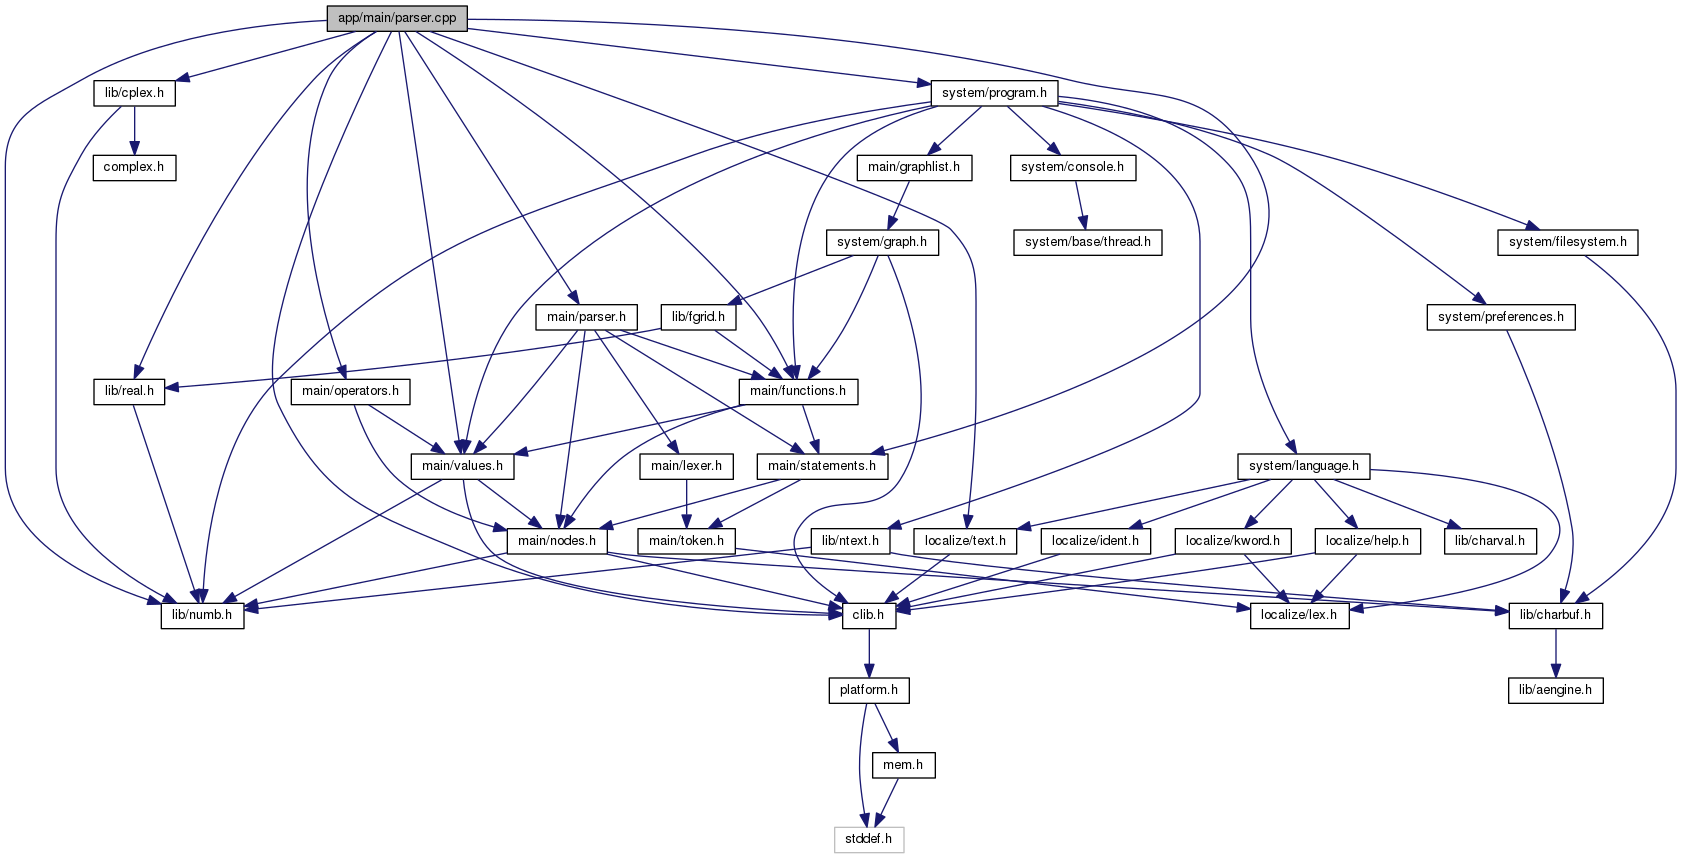 app/main/parser.cpp
lib/cplex.h
system/program.h
complex.h
main/graphlist.h
system/console.h
system/graph.h
system/base/thread.h
system/filesystem.h
main/parser.h
lib/fgrid.h
system/preferences.h
lib/real.h
main/operators.h
main/functions.h
main/values.h
main/lexer.h
main/statements.h
system/language.h
main/nodes.h
main/token.h
lib/ntext.h
localize/text.h
localize/ident.h
localize/kword.h
localize/help.h
lib/charval.h
lib/numb.h
clib.h
localize/lex.h
lib/charbuf.h
platform.h
lib/aengine.h
mem.h
stddef.h